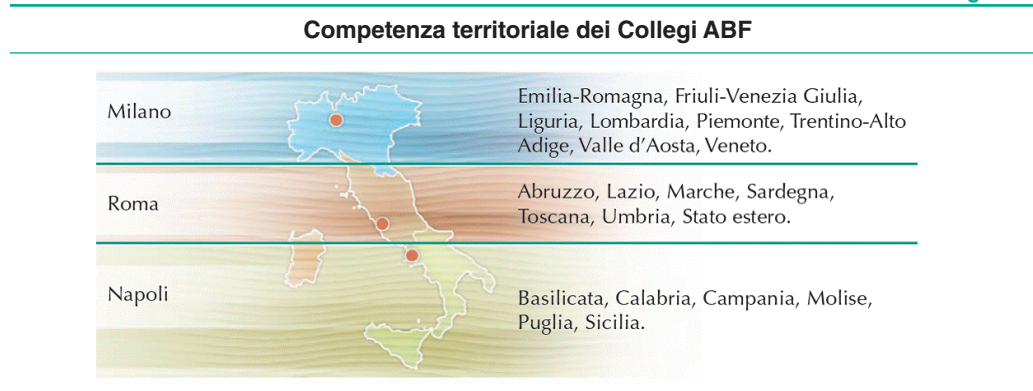 Competenza territoriale dei Collegi ABF
Milano
Emilia-Romagna, Friuli-Venezia Giulia,
Liguria, Lombardia, Piemonte, Trentino-Alto
Adige, Valle d’Aosta, Veneto.
Roma
Abruzzo, Lazio, Marche, Sardegna,
Toscana, Umbria, Stato estero.
Napoli
Basilicata, Calabria, Campania, Molise,
Puglia, Sicilia.